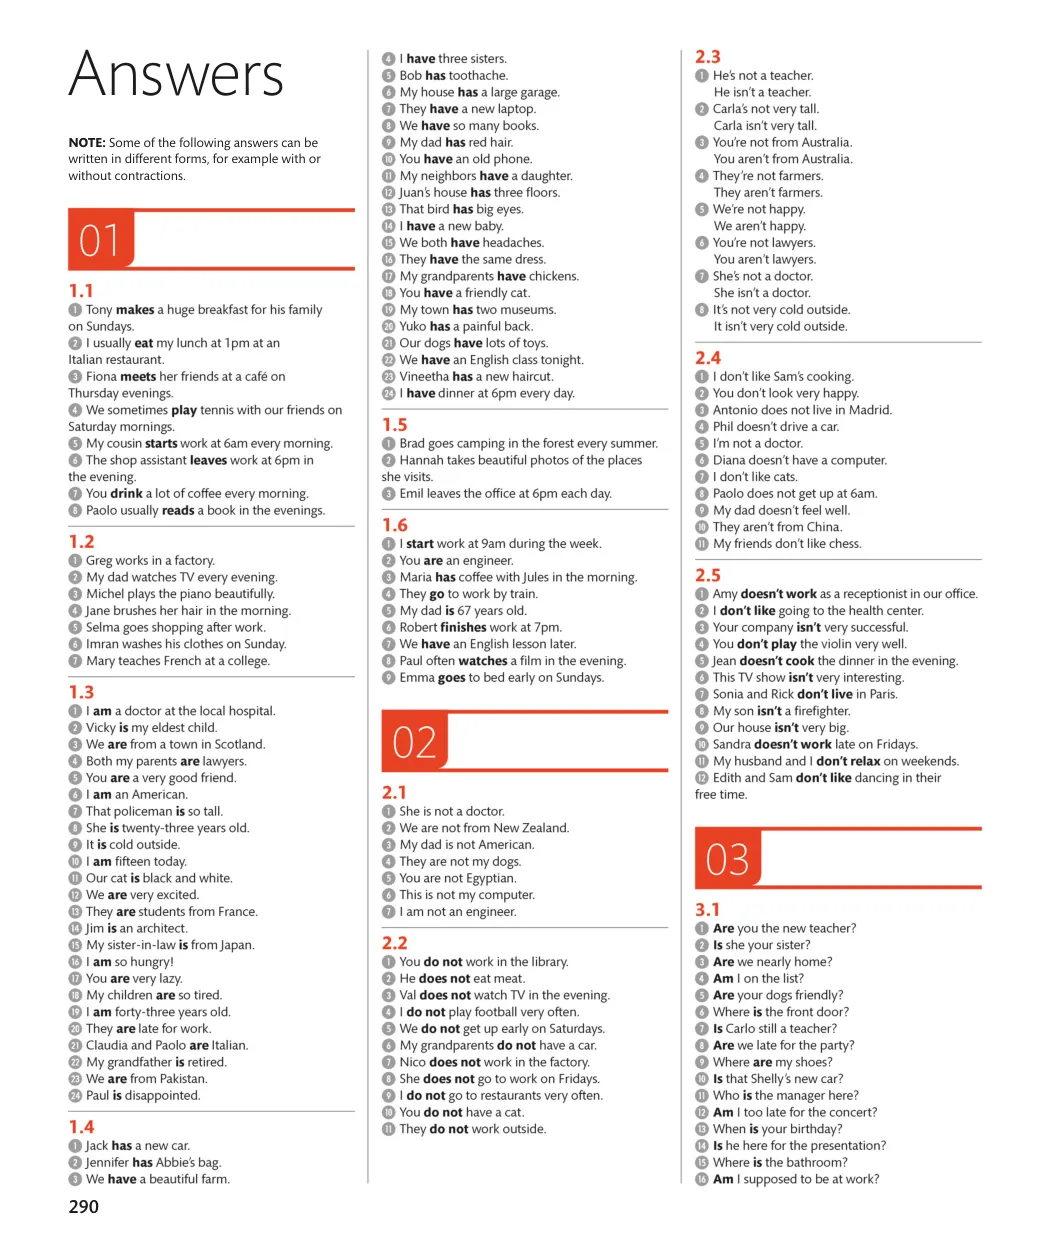 Answers
NOTE: Some of the following answers can be
written in different forms, for example with or
without contractions.
01
1.1
1 Tony makes a huge breakfast for his family
on Sundays.
2 I usually eat my lunch at 1pm at an
Italian restaurant.
3 Fiona meets her friends at a café on
Thursday evenings.
4 We sometimes play tennis with our friends on
Saturday mornings.
5 My cousin starts work at 6am every morning.
6 The shop assistant leaves work at 6pm in
the evening.
7 You drink a lot of coffee every morning.
8 Paolo usually reads a book in the evenings.
1.2
1 Greg works in a factory.
2 My dad watches TV every evening.
3 Michel plays the piano beautifully.
4 Jane brushes her hair in the morning.
5 Selma goes shopping after work.
6 Imran washes his clothes on Sunday.
7 Mary teaches French at a college.
1.3
1 I am a doctor at the local hospital.
2 Vicky is my eldest child.
3 We are from a town in Scotland.
4 Both my parents are lawyers.
5 You are a very good friend.
6 I am an American.
7 That policeman is so tall.
8 She is twenty-three years old.
9 It is cold outside.
10 I am fifteen today.
11 Our cat is black and white.
12 We are very excited.
13 They are students from France.
14 Jim is an architect.
15 My sister-in-law is from Japan.
16 I am so hungry!
17 You are very lazy.
18 My children are so tired.
19 I am forty-three years old.
20 They are late for work.
21 Claudia and Paolo are Italian.
22 My grandfather is retired.
23 We are from Pakistan.
24 Paul is disappointed.
1.4
1 Jack has a new car.
2 Jennifer has Abbie's bag.
3 We have a beautiful farm.
4 I have three sisters.
5 Bob has toothache.
6 My house has a large garage.
7 They have a new laptop.
8 We have so many books.
9 My dad has red hair.
10 You have an old phone.
11 My neighbors have a daughter.
12 Juan's house has three floors.
13 That bird has big eyes.
14 I have a new baby.
15 We both have headaches.
16 They have the same dress.
17 My grandparents have chickens.
18 You have a friendly cat.
19 My town has two museums.
20 Yuko has a painful back.
21 Our dogs have lots of toys.
22 We have an English class tonight.
23 Vineetha has a new haircut.
24 I have dinner at 6pm every day.
1.5
1 Brad goes camping in the forest every summer.
2 Hannah takes beautiful photos of the places
she visits.
3 Emil leaves the office at 6pm each day.
1.6
1 I start work at 9am during the week.
2 You are an engineer.
3 Maria has coffee with Jules in the morning.
4 They go to work by train.
5 My dad is 67 years old.
6 Robert finishes work at 7pm.
7 We have an English lesson later.
8 Paul often watches a film in the evening.
9 Emma goes to bed early on Sundays.
02
2.1
1 She is not a doctor.
2 We are not from New Zealand.
3 My dad is not American.
4 They are not my dogs.
5 You are not Egyptian.
6 This is not my computer.
7 I am not an engineer.
2.2
1 You do not work in the library.
2 He does not eat meat.
3 Val does not watch TV in the evening.
4 I do not play football very often.
5 We do not get up early on Saturdays.
6 My grandparents do not have a car.
7 Nico does not work in the factory.
8 She does not go to work on Fridays.
9 I do not go to restaurants very often.
10 You do not have a cat.
11 They do not work outside.
2.3
1 He's not a teacher.
He isn't a teacher.
2 Carla's not very tall.
Carla isn't very tall.
3 You're not from Australia.
You aren't from Australia.
4 They're not farmers.
They aren't farmers.
5 We're not happy.
We aren't happy.
6 You're not lawyers.
You aren't lawyers.
7 She's not a doctor.
She isn't a doctor.
8 It's not very cold outside.
It isn't very cold outside.
2.4
1 I don't like Sam's cooking.
2 You don't look very happy.
3 Antonio does not live in Madrid.
4 Phil doesn't drive a car.
5 I'm not a doctor.
6 Diana doesn't have a computer.
7 I don't like cats.
8 Paolo does not get up at 6am.
9 My dad doesn't feel well.
10 They aren't from China.
11 My friends don't like chess.
2.5
1 Amy doesn't work as a receptionist in our office.
2 I don't like going to the health center.
3 Your company isn't very successful.
4 You don't play the violin very well.
5 Jean doesn't cook the dinner in the evening.
6 This TV show isn't very interesting.
7 Sonia and Rick don't live in Paris.
8 My son isn't a firefighter.
9 Our house isn't very big.
10 Sandra doesn't work late on Fridays.
11 My husband and I don't relax on weekends.
12 Edith and Sam don't like dancing in their
free time.
03
3.1
1 Are you the new teacher?
2 Is she your sister?
3 Are we nearly home?
4 Am I on the list?
5 Are your dogs friendly?
6 Where is the front door?
7 Is Carlo still a teacher?
8 Are we late for the party?
9 Where are my shoes?
10 Is that Shelly's new car?
11 Who is the manager here?
12 Am I too late for the concert?
13 When is your birthday?
14 Is he here for the presentation?
15 Where is the bathroom?
16 Am I supposed to be at work?
290